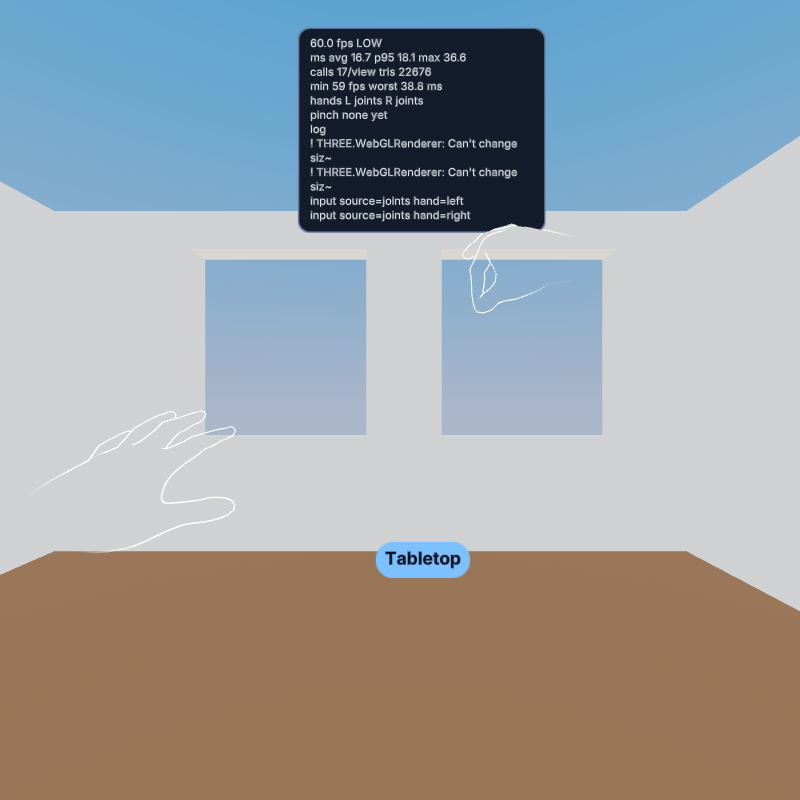 60.0 fps LOW
ms avg 16.7 p95 18.1 max 36.6
calls 17/view tris 22676
min 59 fps worst 38.8 ms
hands L joints R joints
pinch none yet
log
! THREE.WebGLRenderer: Can't change
siz~
! THREE.WebGLRenderer: Can't change
siz~
input source=joints hand=left
input source=joints hand=right
Tabletop